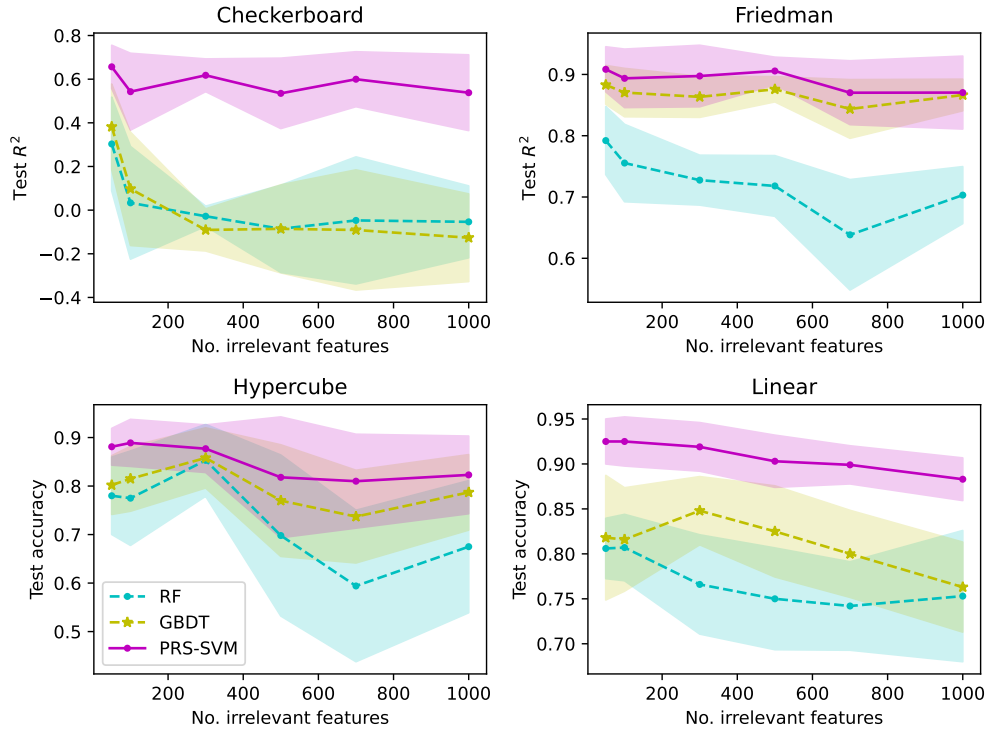 Checkerboard
Test R²
0.8
0.6
0.4
0.2
0.0
−0.2
−0.4
200 400 600 800 1000
No. irrelevant features
Friedman
Test R²
0.9
0.8
0.7
0.6
200 400 600 800 1000
No. irrelevant features
Hypercube
Test accuracy
0.9
0.8
0.7
0.6
0.5
RF
GBDT
PRS-SVM
200 400 600 800 1000
No. irrelevant features
Linear
Test accuracy
0.95
0.90
0.85
0.80
0.75
0.70
200 400 600 800 1000
No. irrelevant features